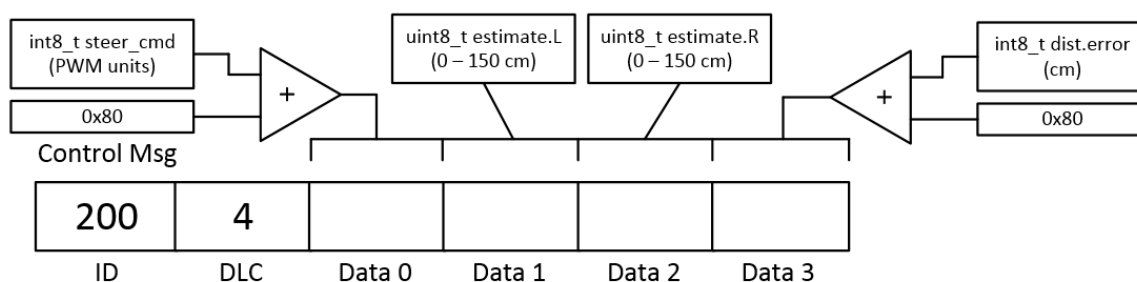 int8_t steer_cmd
(PWM units)
0x80
+
uint8_t estimate.L
(0 – 150 cm)
uint8_t estimate.R
(0 – 150 cm)
+
int8_t dist.error
(cm)
0x80
Control Msg
200 4
ID DLC Data 0 Data 1 Data 2 Data 3